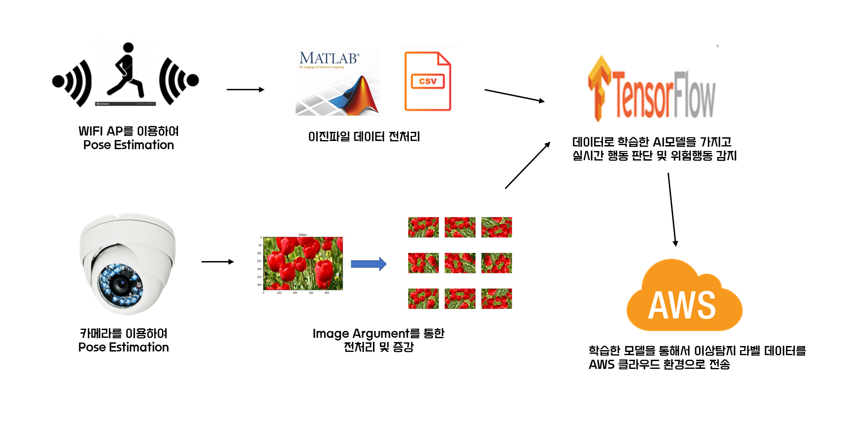 WIFI AP를 이용하여
Pose Estimation
MATLAB®
CSV
이진파일 데이터 전처리
TensorFlow
데이터로 학습한 AI모델을 가지고
실시간 행동 판단 및 위험행동 감지
카메라를 이용하여
Pose Estimation
Image Argument를 통한
전처리 및 증강
AWS
학습한 모델을 통해서 이상탐지 라벨 데이터를
AWS 클라우드 환경으로 전송